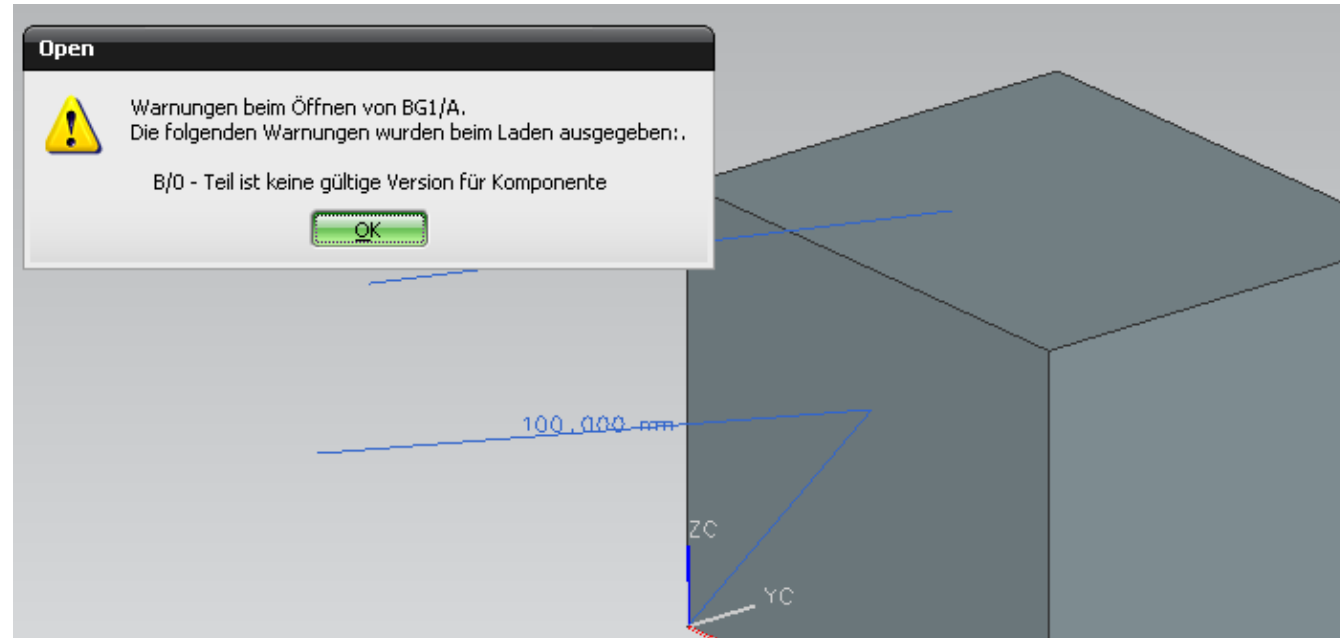 Open
Warnungen beim Öffnen von BG1/A.
Die folgenden Warnungen wurden beim Laden ausgegeben:.
B/0 - Teil ist keine gültige Version für Komponente
OK
100,000 mm
ZC
YC